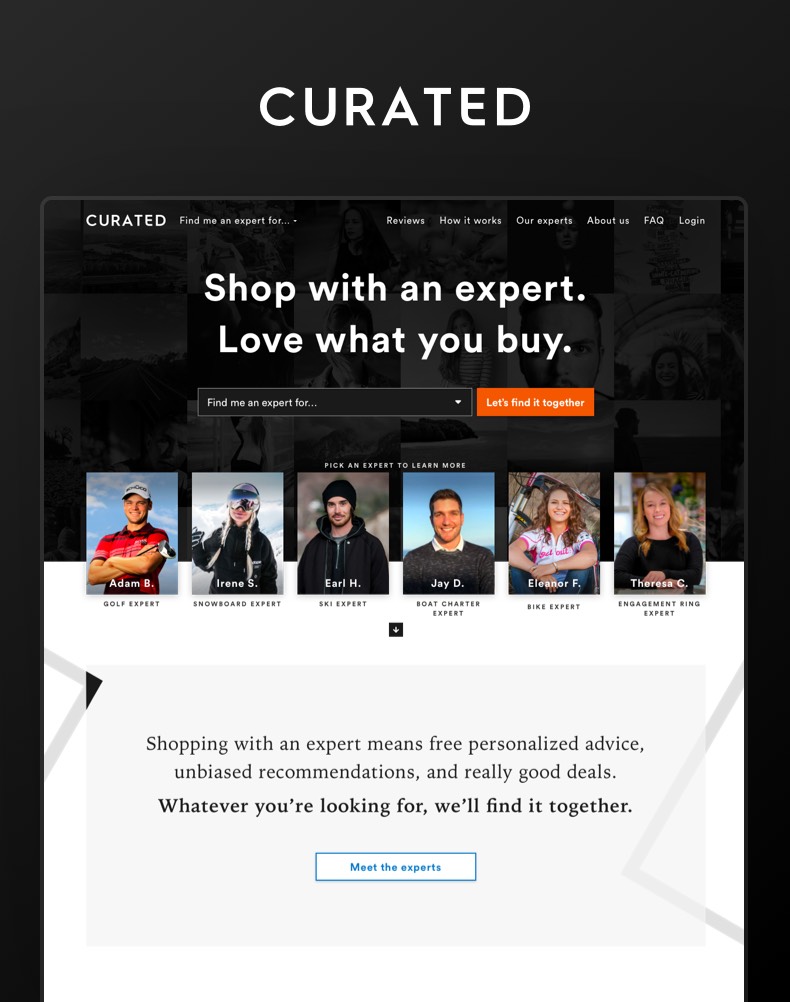 CURATED
CURATED
Find me an expert for...
Reviews
How it works
Our experts
About us
FAQ
Login
Shop with an expert.
Love what you buy.
Find me an expert for...
Let's find it together
PICK AN EXPERT TO LEARN MORE
Adam B.
GOLF EXPERT
Irene S.
SNOWBOARD EXPERT
Earl H.
SKI EXPERT
Jay D.
BOAT CHARTER
EXPERT
Eleanor F.
BIKE EXPERT
Theresa C.
ENGAGEMENT RING
EXPERT
Shopping with an expert means free personalized advice,
unbiased recommendations, and really good deals.
Whatever you’re looking for, we’ll find it together.
Meet the experts